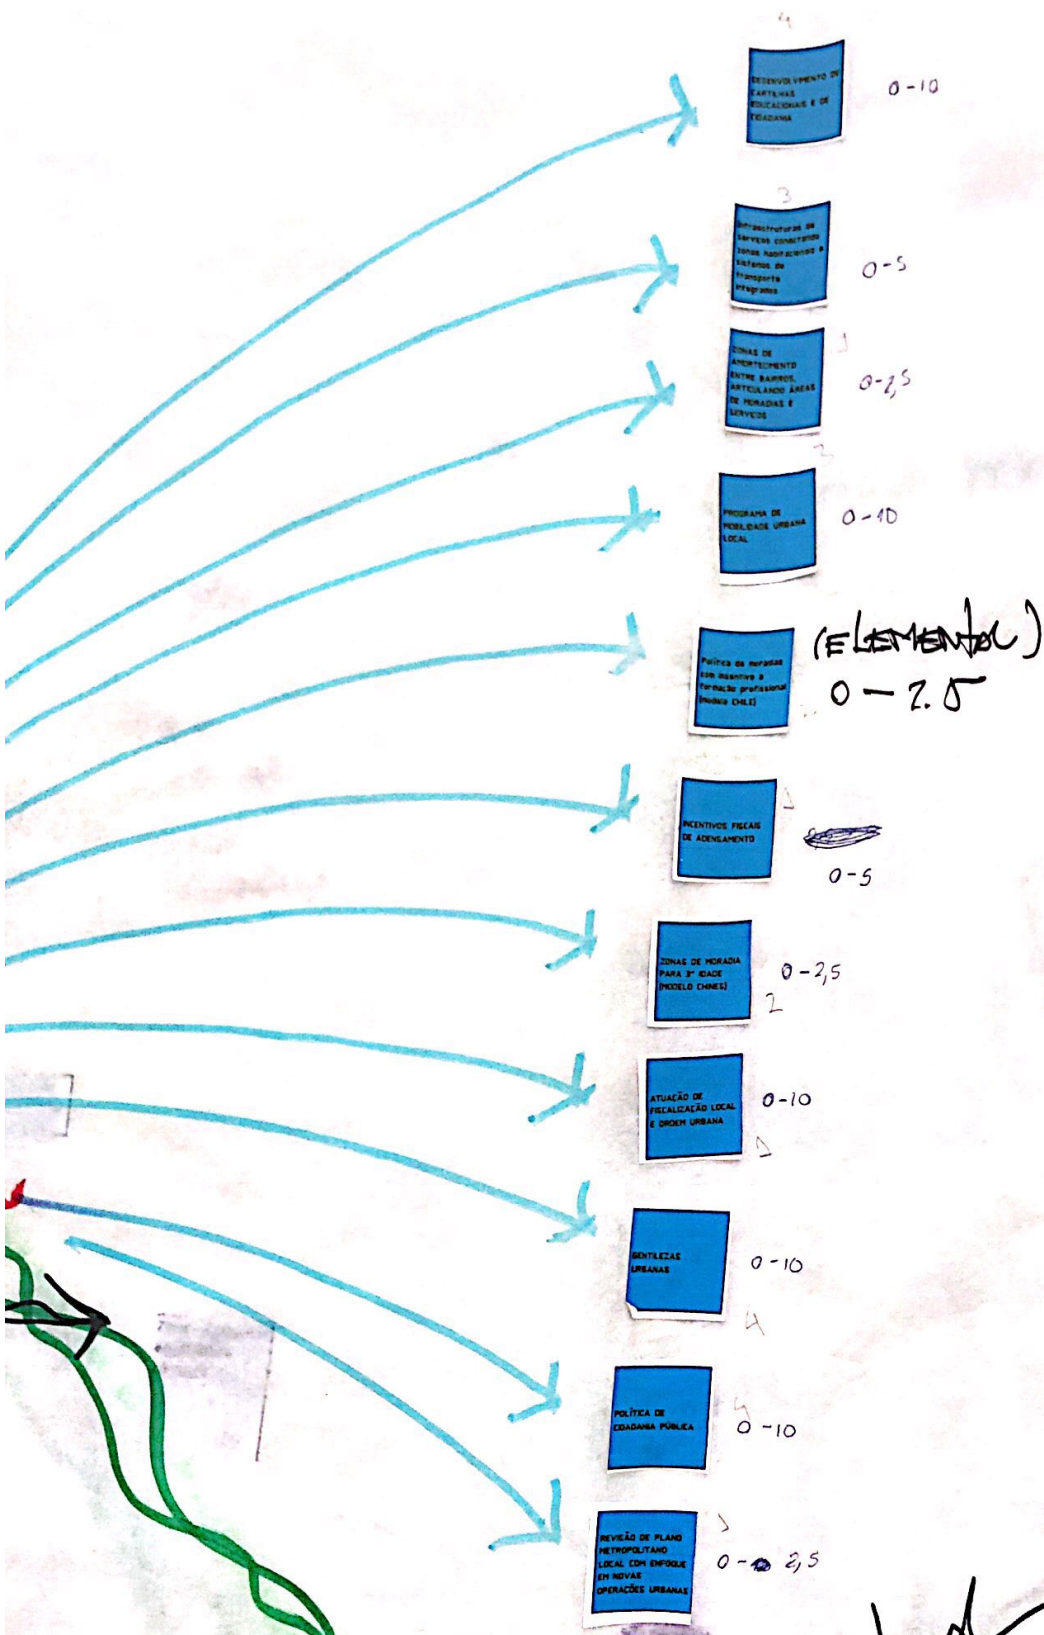 4
DESENVOLVIMENTO DE
CARTILHAS
EDUCACIONAIS E DE
CIDADANIA
0-10
3
Infraestruturas de
serviços conectando
zonas habitacionais e
sistemas de
transporte
integrados
0-5
ZONAS DE
AMORTECIMENTO
ENTRE BAIRROS,
ARTICULANDO ÁREAS
DE MORADIAS E
SERVIÇOS
0-2,5
PROGRAMA DE
MOBILIDADE URBANA
LOCAL
0-10
Política de moradias
com incentivo a
formação profissional
(modelo CHILE)
(ELEMENTAL)
0-2.5
INCENTIVOS FISCAIS
DE ADENSAMENTO
0-5
ZONAS DE MORADIA
PARA 3ª IDADE
(MODELO CHINES)
0-2,5
2
ATUAÇÃO DE
FISCALIZAÇÃO LOCAL
E ORDEM URBANA
0-10
GENTILEZAS
URBANAS
0-10
4
POLÍTICA DE
CIDADANIA PÚBLICA
4
0-10
REVISÃO DE PLANO
METROPOLITANO
LOCAL COM ENFOQUE
EM NOVAS
OPERAÇÕES URBANAS
0- 2,5